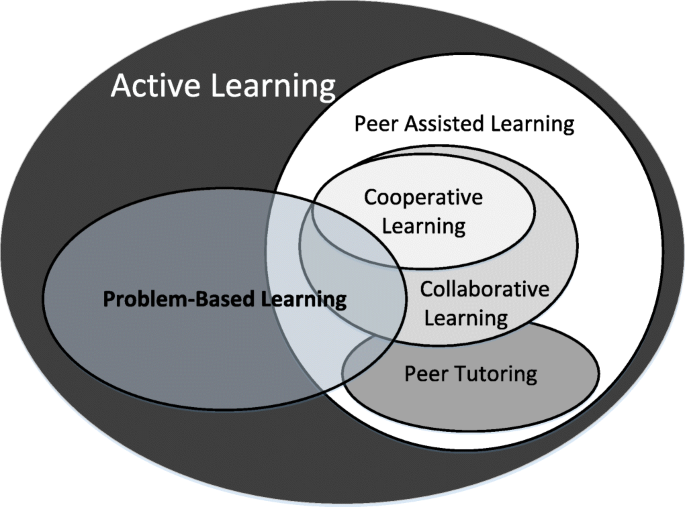 Active Learning
Peer Assisted Learning
Cooperative
Learning
Problem-Based Learning
Collaborative
Learning
Peer Tutoring